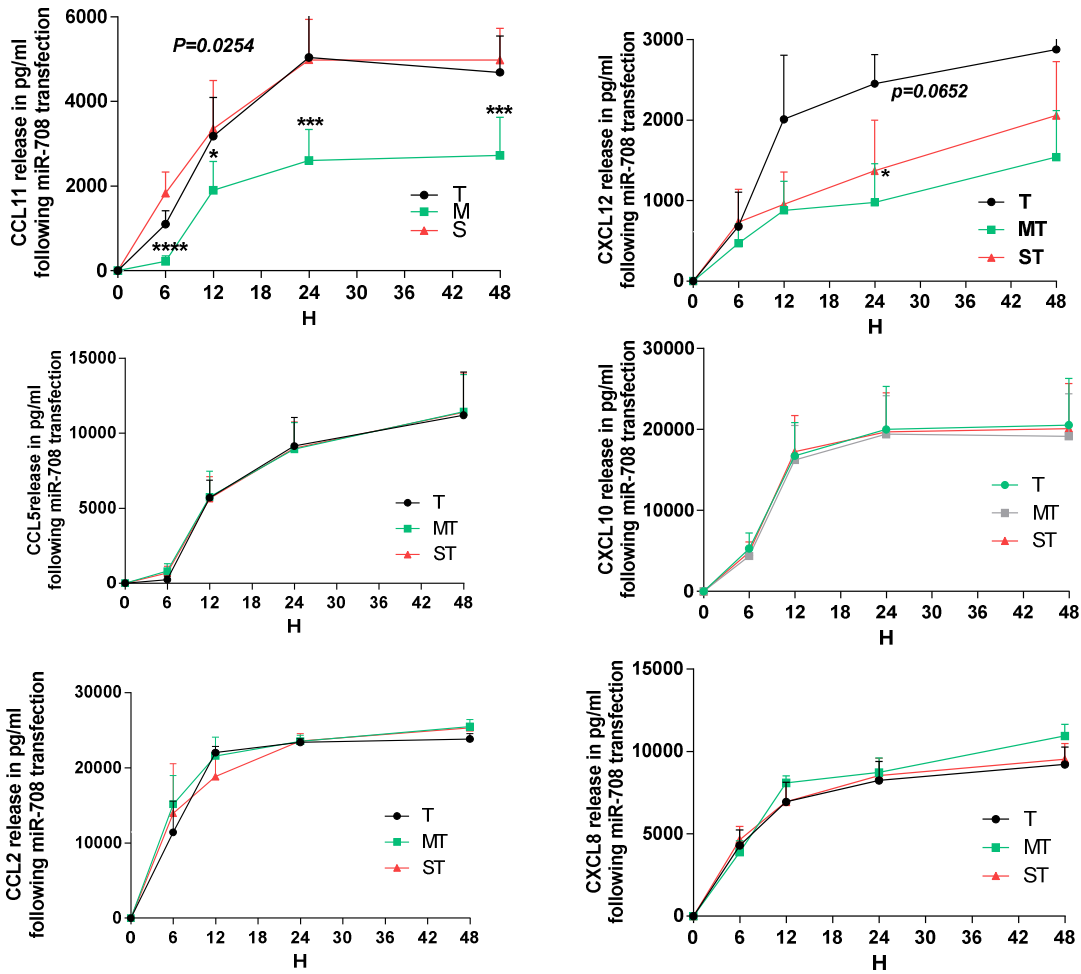 CCL11 release in pg/ml
following miR-708 transfection
6000
4000
2000
0
P=0.0254
*
***
***
****
T
M
S
0 6 12 18 24 30 36 42 48
H
CXCL12 release in pg/ml
following miR-708 transfection
3000
2000
1000
0
p=0.0652
*
T
MT
ST
0 6 12 18 24 30 36 42 48
H
CCL5release in pg/ml
following miR-708 transfection
15000
10000
5000
0
T
MT
ST
0 6 12 18 24 30 36 42 48
H
CXCL10 release in pg/ml
following miR-708 transfection
30000
20000
10000
0
T
MT
ST
0 6 12 18 24 30 36 42 48
H
CCL2 release in pg/ml
following miR-708 transfection
30000
20000
10000
0
T
MT
ST
0 6 12 18 24 30 36 42 48
H
CXCL8 release in pg/ml
following miR-708 transfection
15000
10000
5000
0
T
MT
ST
0 6 12 18 24 30 36 42 48
H